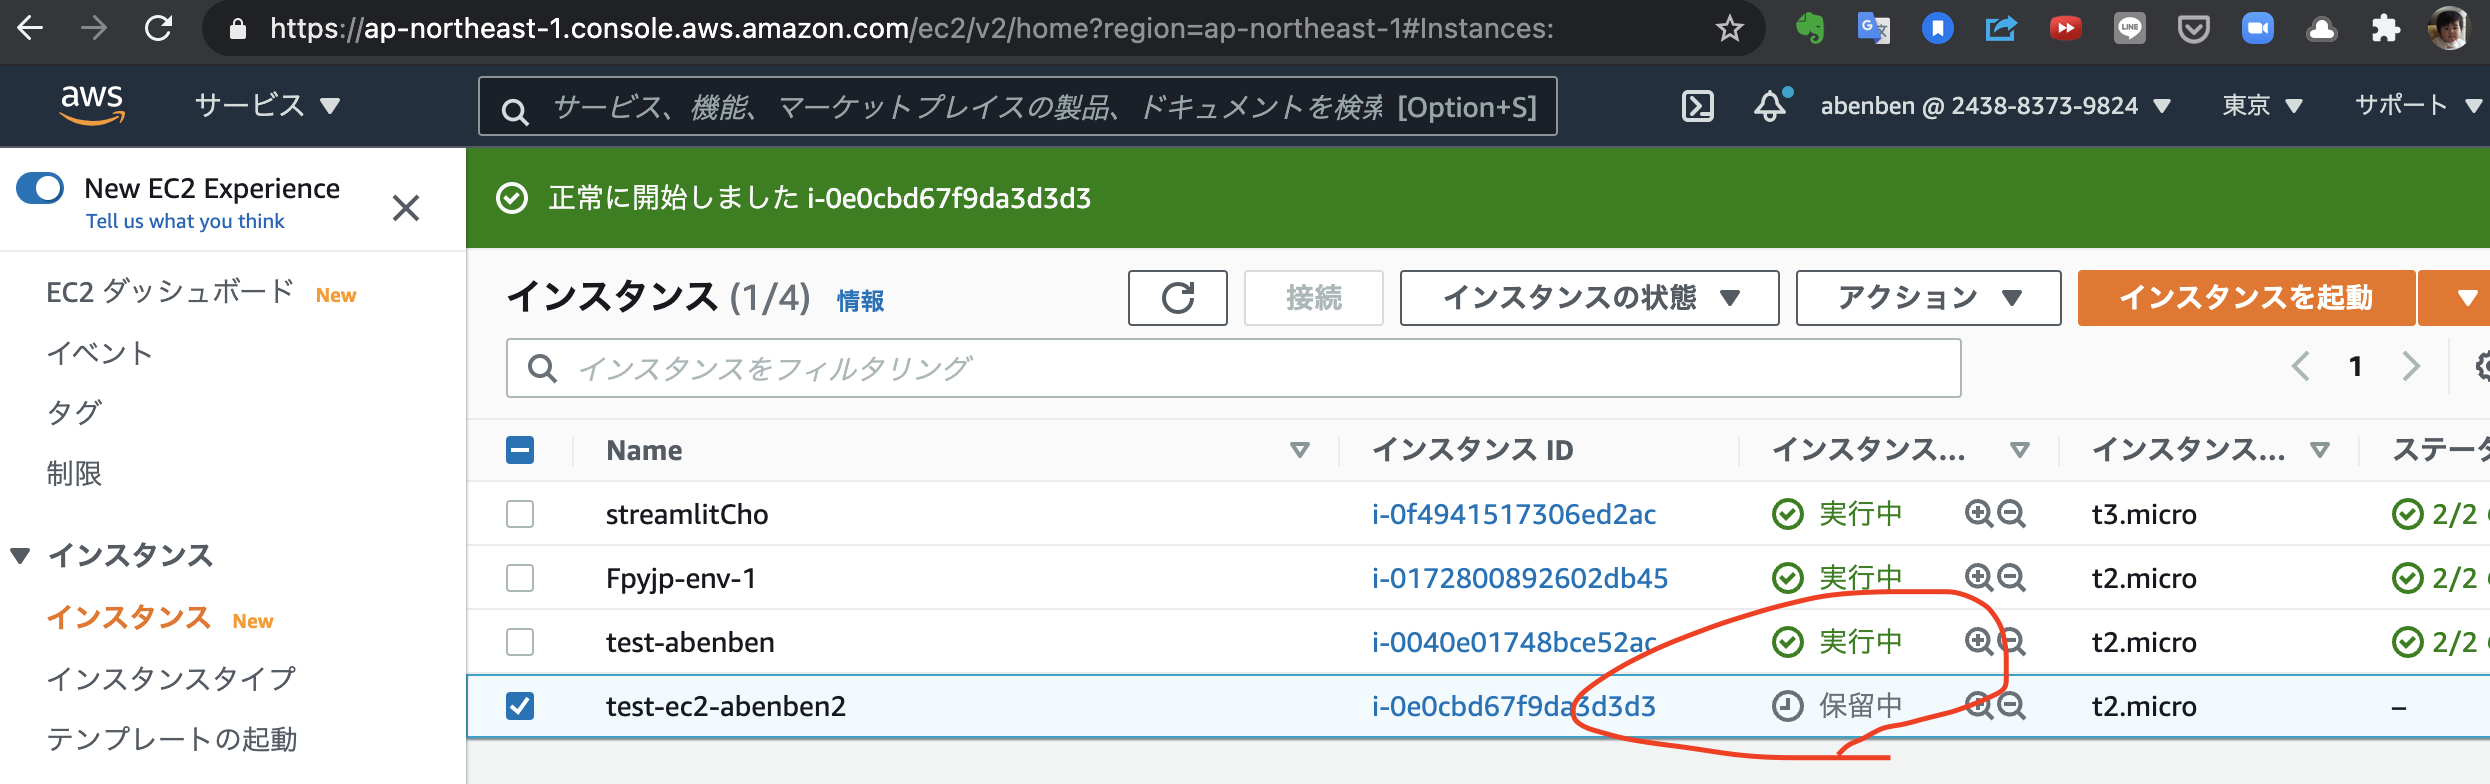 https://ap-northeast-1.console.aws.amazon.com/ec2/v2/home?region=ap-northeast-1#Instances:
aws サービス サービス、機能、マーケットプレイスの製品、ドキュメントを検索 [Option+S] abenben @ 2438-8373-9824 東京 サポート
New EC2 Experience
Tell us what you think
正常に開始しました i-0e0cbd67f9da3d3d3
EC2 ダッシュボード New
イベント
タグ
制限
インスタンス
インスタンス New
インスタンスタイプ
テンプレートの起動
インスタンス (1/4) 情報 接続 インスタンスの状態 アクション インスタンスを起動
インスタンスをフィルタリング
1
Name インスタンス ID インスタンス... インスタンス... ステータ
streamlitCho i-0f4941517306ed2ac 実行中 t3.micro 2/2
Fpyjp-env-1 i-0172800892602db45 実行中 t2.micro 2/2
test-abenben i-0040e01748bce52ac 実行中 t2.micro 2/2
test-ec2-abenben2 i-0e0cbd67f9da3d3d3 保留中 t2.micro –